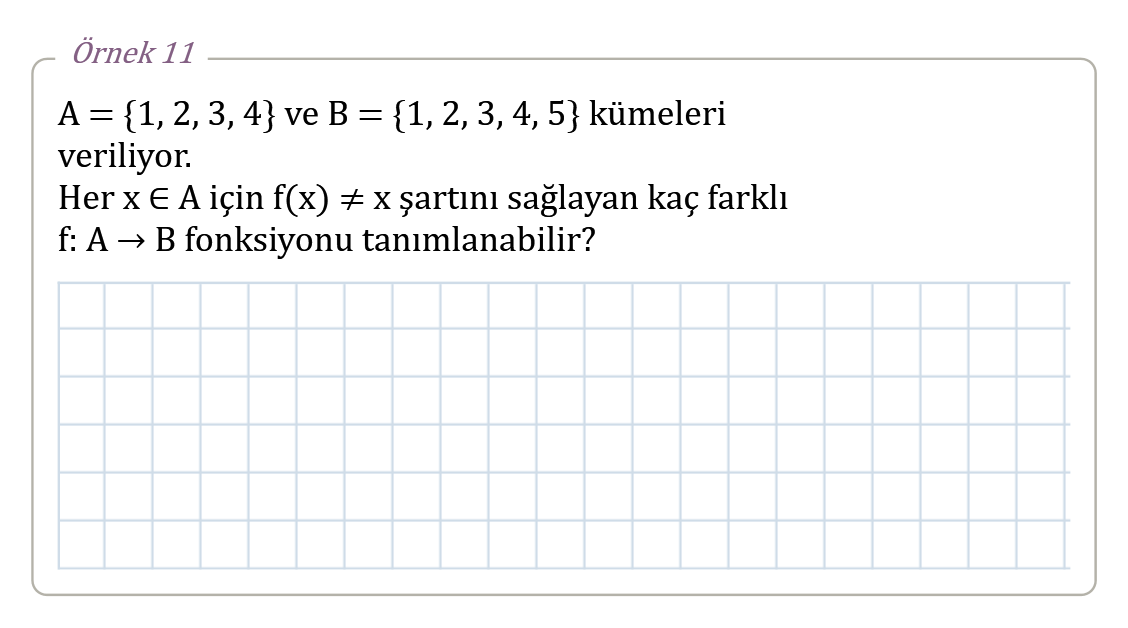 Örnek 11
A = {1, 2, 3, 4} ve B = {1, 2, 3, 4, 5} kümeleri
veriliyor.
Her x ∈ A için f(x) ≠ x şartını sağlayan kaç farklı
f: A → B fonksiyonu tanımlanabilir?